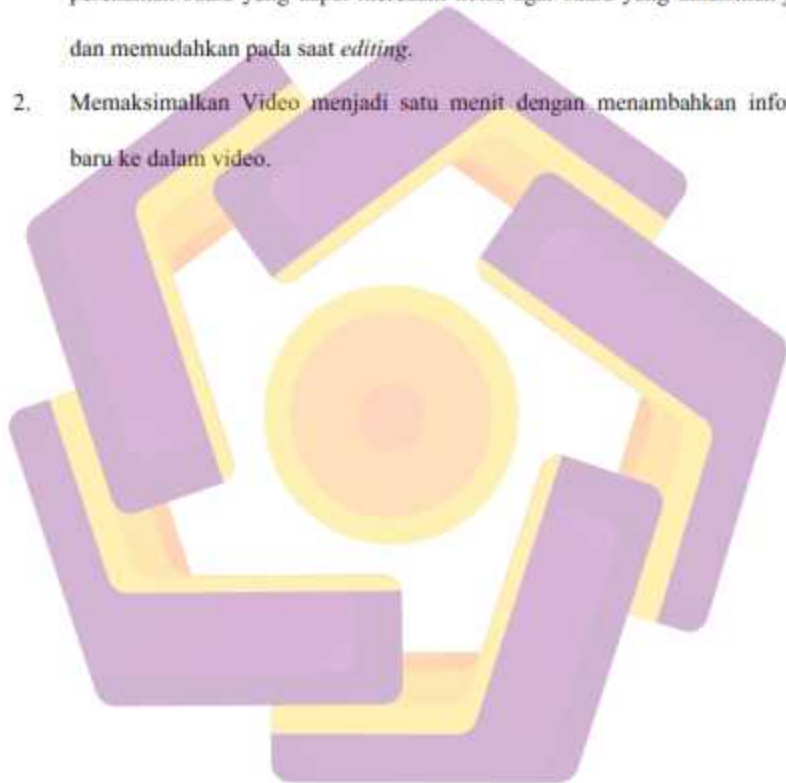 dan memudahkan pada saat editing.
2. Memaksimalkan Video menjadi satu menit dengan menambahkan info
baru ke dalam video.